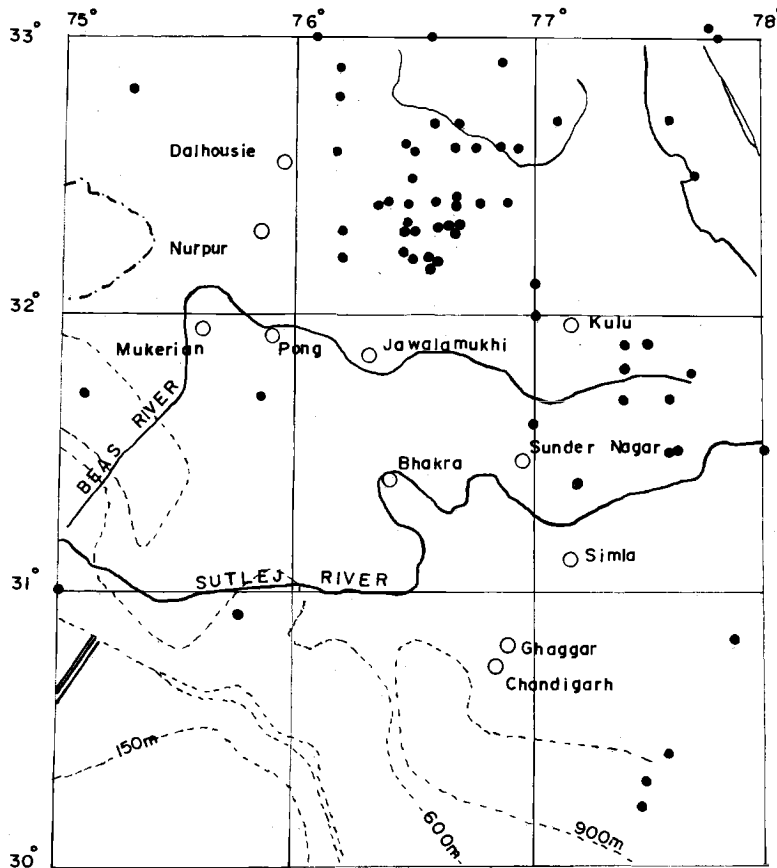 75° 76° 77° 78°
33°
Dalhousie
Nurpur
32°
Kulu
Mukerian Pong Jawalamukhi
BEAS RIVER
Sunder Nagar
Bhakra
Simla
SUTLEJ RIVER
31°
Ghaggar
Chandigarh
150m
600m
900m
30°